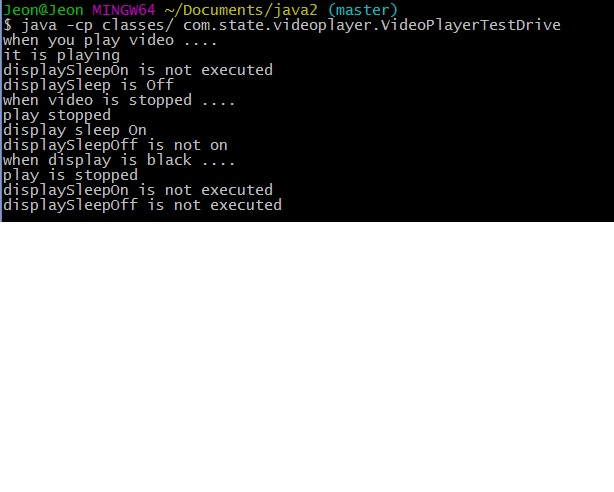 Jeon@Jeon MINGW64 ~/Documents/java2 (master)
$ java -cp classes/ com.state.videoplayer.VideoPlayerTestDrive
when you play video ....
it is playing
displaySleepOn is not executed
displaySleep is Off
when video is stopped ....
play stopped
display sleep On
displaySleepOff is not on
when display is black ....
play is stopped
displaySleepOn is not executed
displaySleepOff is not executed